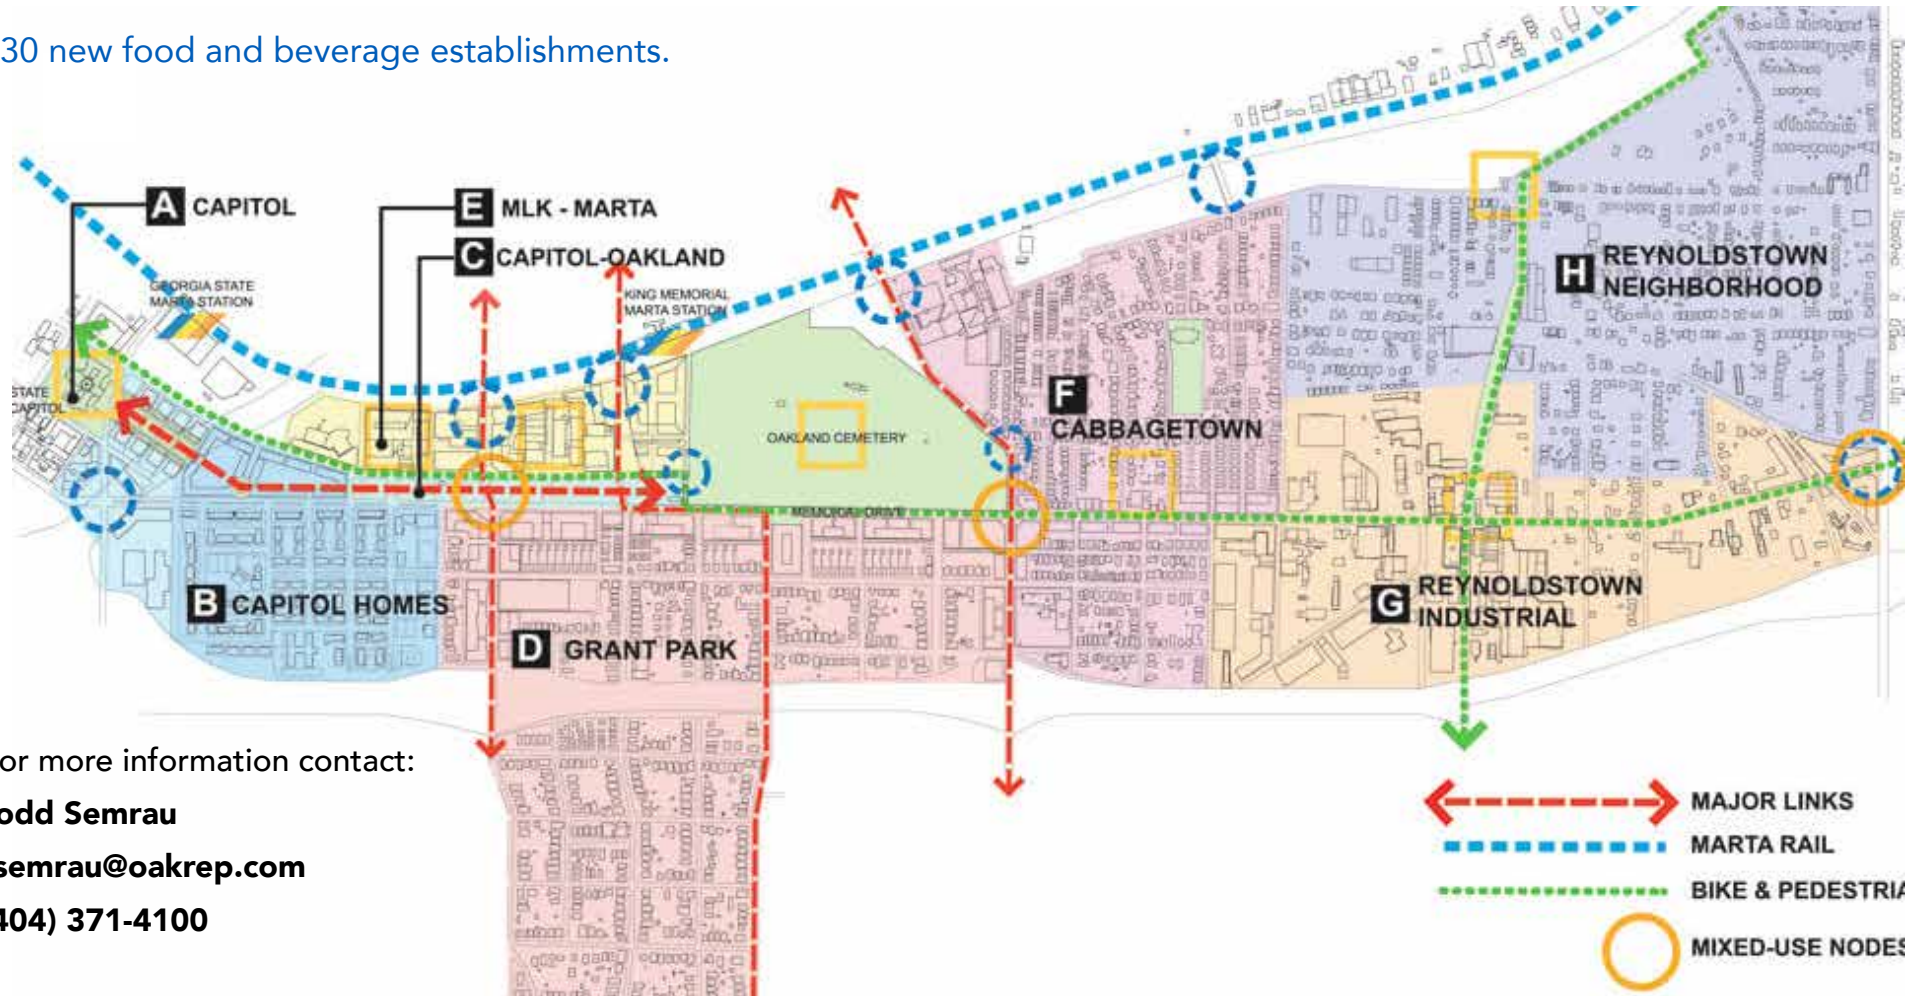 30 new food and beverage establishments.
A CAPITOL
E MLK - MARTA
C CAPITOL-OAKLAND
GEORGIA STATE
MARTA STATION
KING MEMORIAL
MARTA STATION
H REYNOLDSTOWN
NEIGHBORHOOD
STATE
CAPITOL
F
CABBAGETOWN
OAKLAND CEMETERY
MEMORIAL DRIVE
B CAPITOL HOMES
D GRANT PARK
G REYNOLDSTOWN
INDUSTRIAL
or more information contact:
odd Semrau
semrau@oakrep.com
404) 371-4100
MAJOR LINKS
MARTA RAIL
BIKE & PEDESTRIA
MIXED-USE NODES